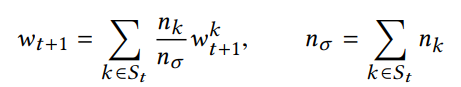 w_{t+1} = \sum_{k \in S_t} \frac{n_k}{n_\sigma} w_{t+1}^k, \qquad n_\sigma = \sum_{k \in S_t} n_k